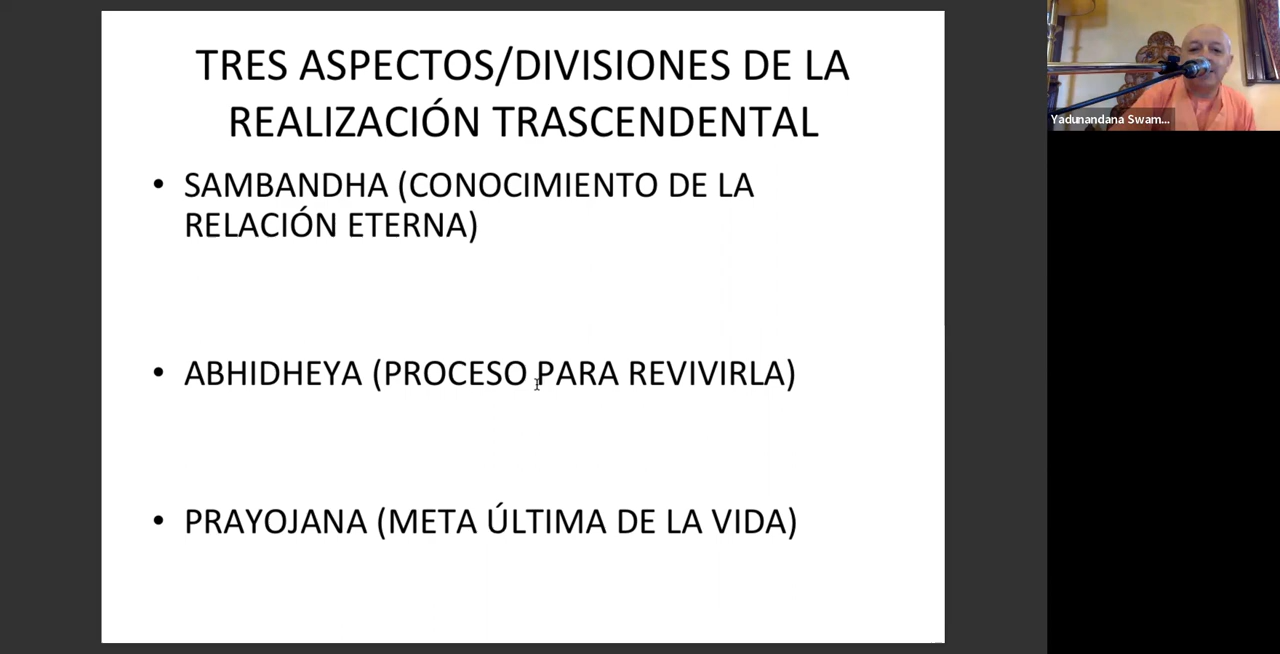 TRES ASPECTOS/DIVISIONES DE LA
REALIZACIÓN TRASCENDENTAL
• SAMBANDHA (CONOCIMIENTO DE LA
RELACIÓN ETERNA)
• ABHIDHEYA (PROCESO PARA REVIVIRLA)
• PRAYOJANA (META ÚLTIMA DE LA VIDA)
Yadunandana Swam...